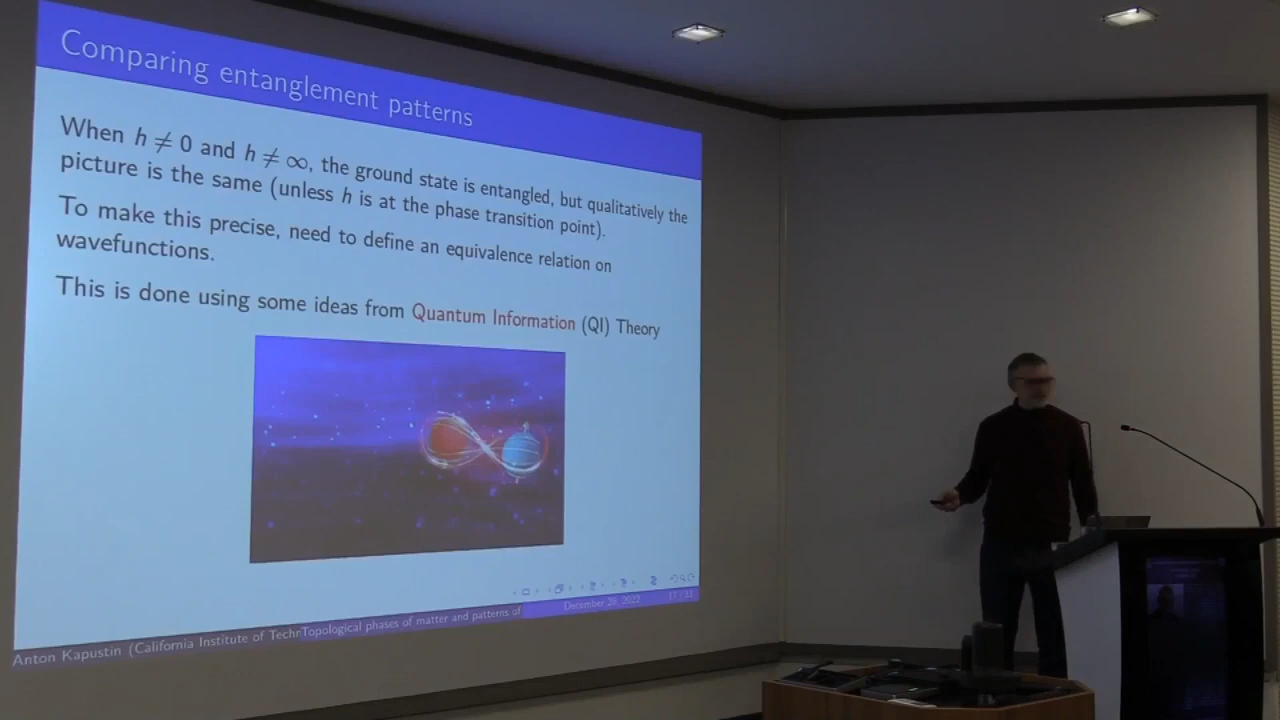 Comparing entanglement patterns
When h ≠ 0 and h ≠ ∞, the ground state is entangled, but qualitatively the
picture is the same (unless h is at the phase transition point).
To make this precise, need to define an equivalence relation on
wavefunctions.
This is done using some ideas from Quantum Information (QI) Theory
Anton Kapustin (California Institute of Techn Topological phases of matter and patterns of